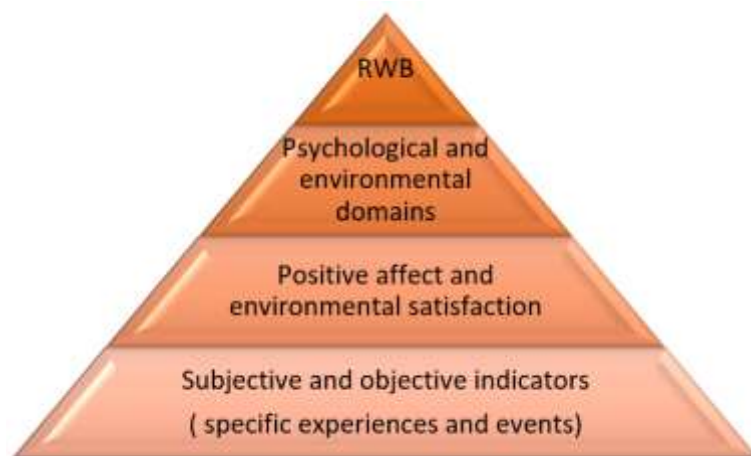 RWB
Psychological and
environmental
domains
Positive affect and
environmental satisfaction
Subjective and objective indicators
( specific experiences and events)